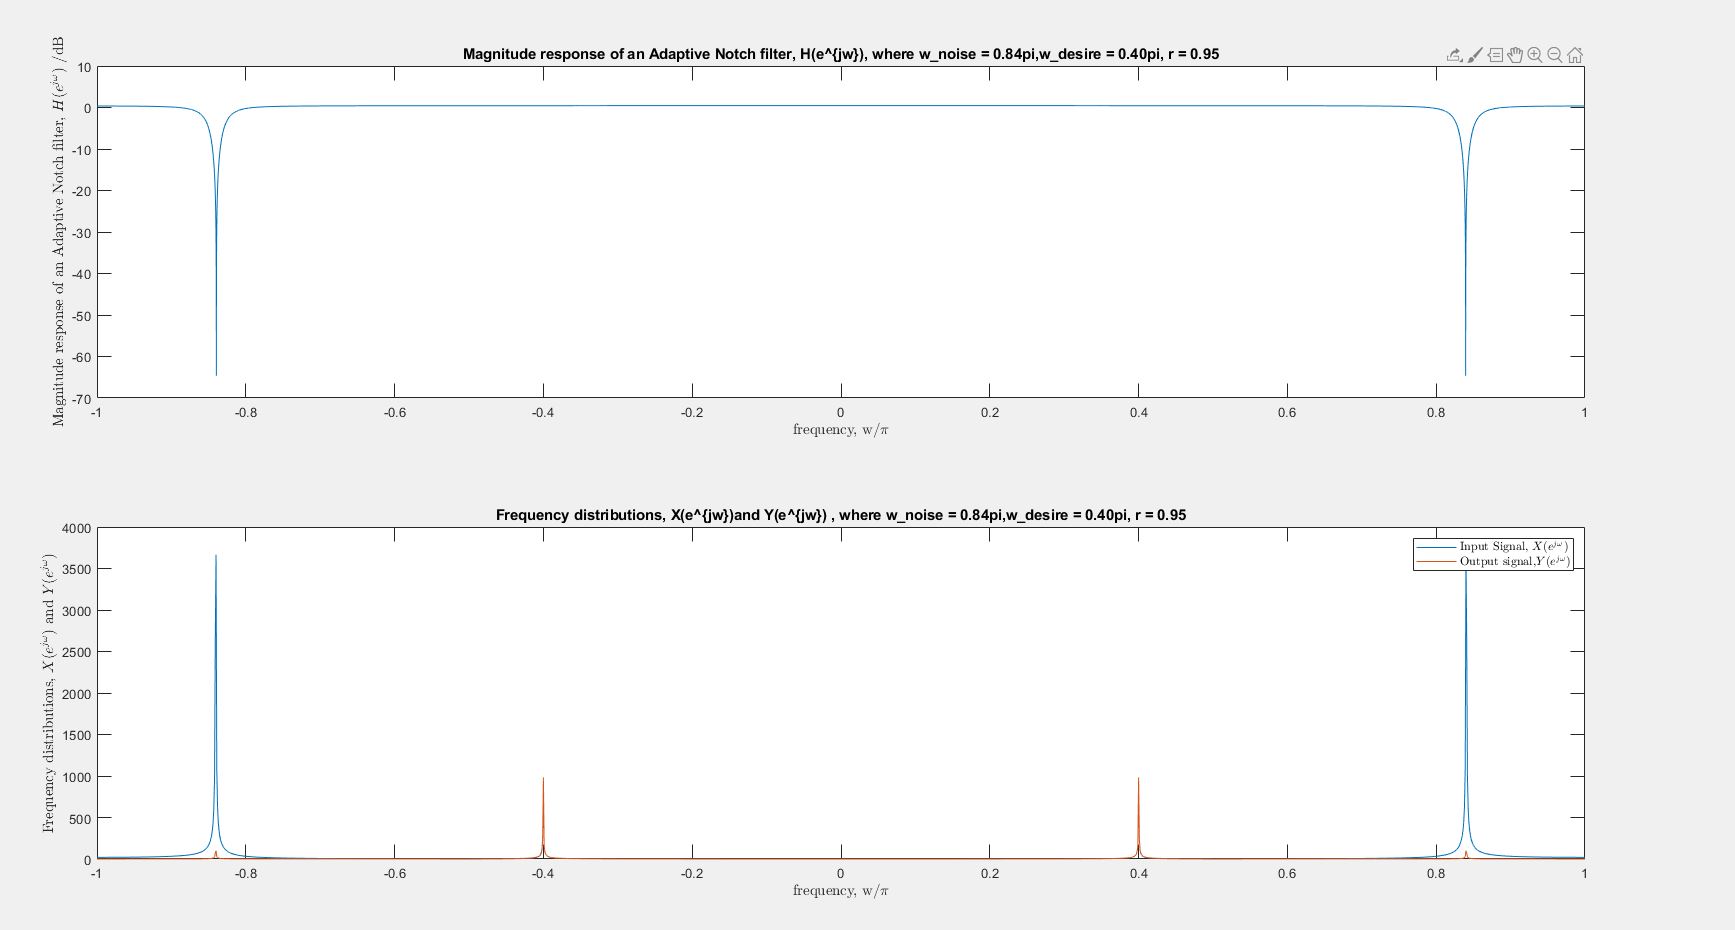 Magnitude response of an Adaptive Notch filter, H(e^{jw}), where w_noise = 0.84pi,w_desire = 0.40pi, r = 0.95
Magnitude response of an Adaptive Notch filter, H(e^{jω}) /dB
10
0
-10
-20
-30
-40
-50
-60
-70
-1 -0.8 -0.6 -0.4 -0.2 0 0.2 0.4 0.6 0.8 1
frequency, w/π
Frequency distributions, X(e^{jw})and Y(e^{jw}) , where w_noise = 0.84pi,w_desire = 0.40pi, r = 0.95
Frequency distributions, X(e^{jω}) and Y(e^{jω})
4000
3500
3000
2500
2000
1500
1000
500
0
Input Signal, X(e^{jω})
Output signal,Y(e^{jω})
-1 -0.8 -0.6 -0.4 -0.2 0 0.2 0.4 0.6 0.8 1
frequency, w/π